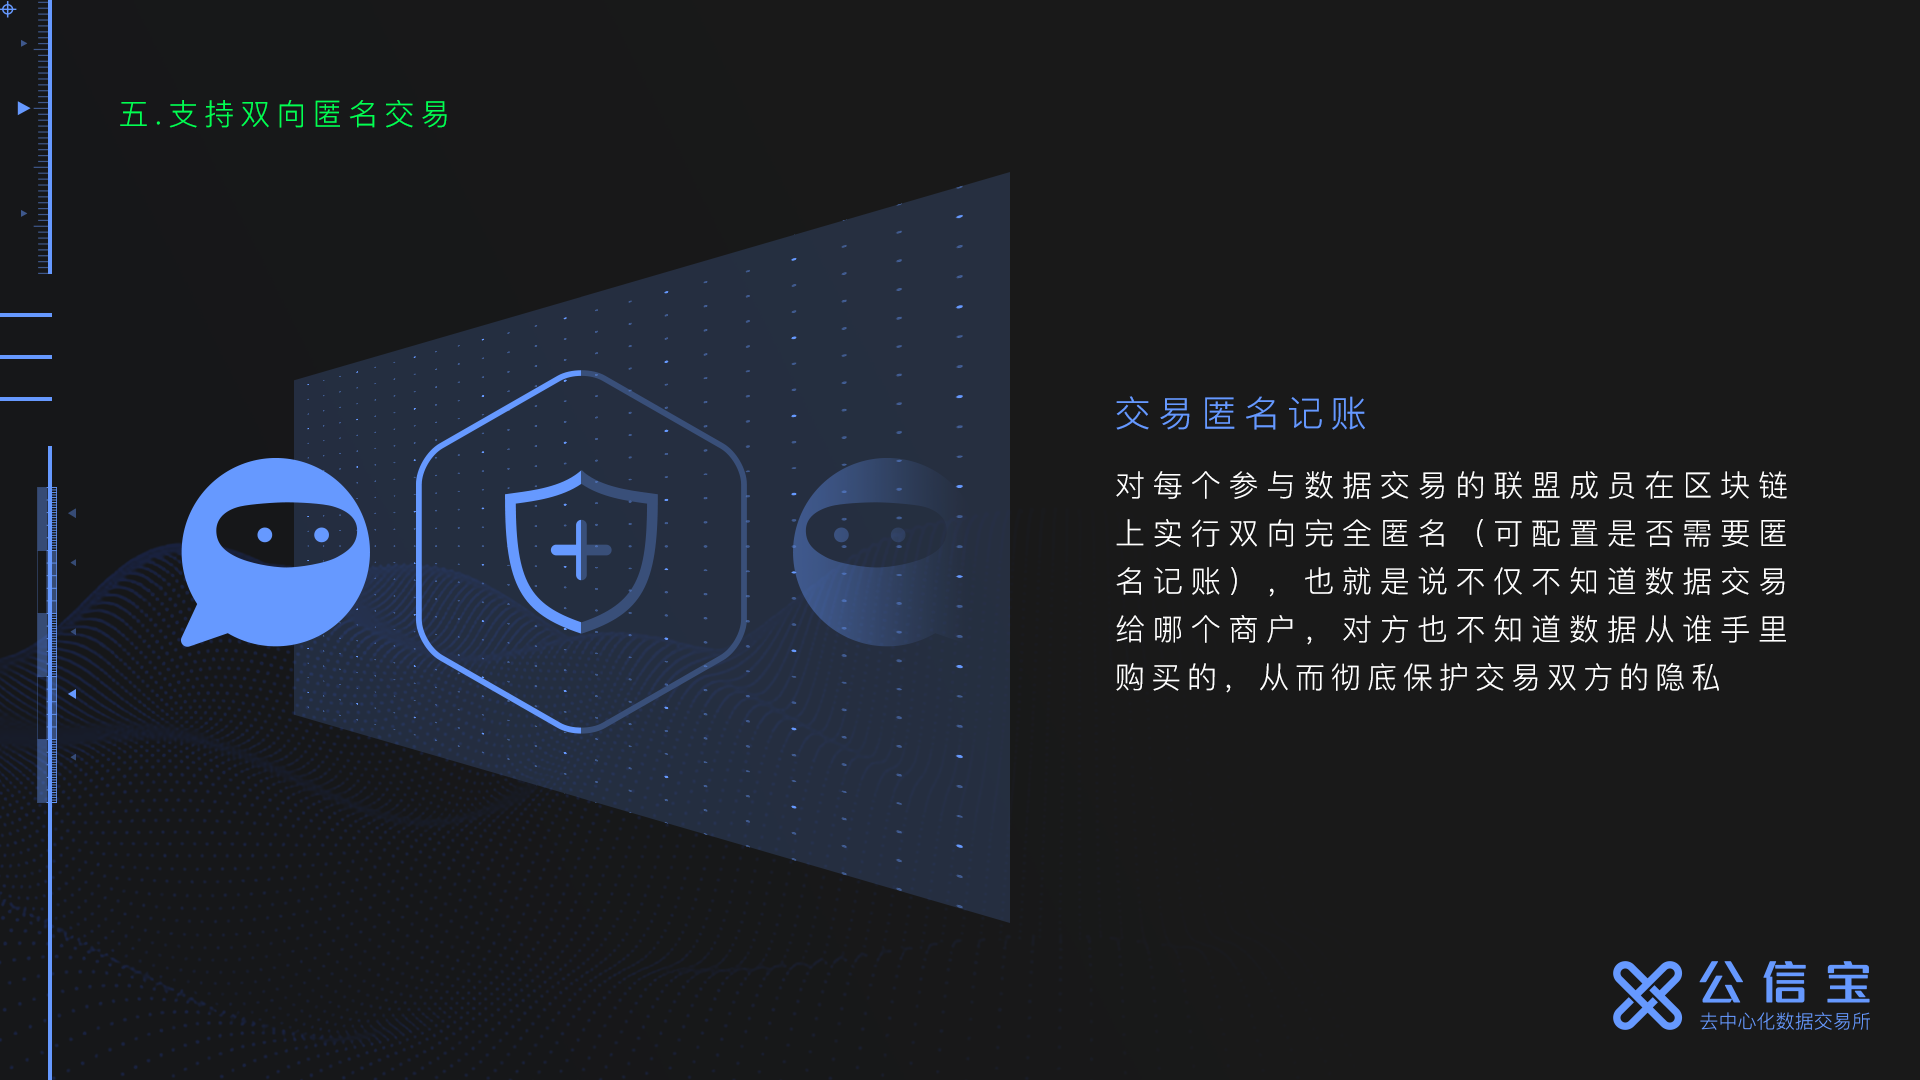 五.支持双向匿名交易
交易匿名记账
对每个参与数据交易的联盟成员在区块链
上实行双向完全匿名（可配置是否需要匿
名记账），也就是说不仅不知道数据交易
给哪个商户，对方也不知道数据从谁手里
购买的，从而彻底保护交易双方的隐私
公信宝
去中心化数据交易所